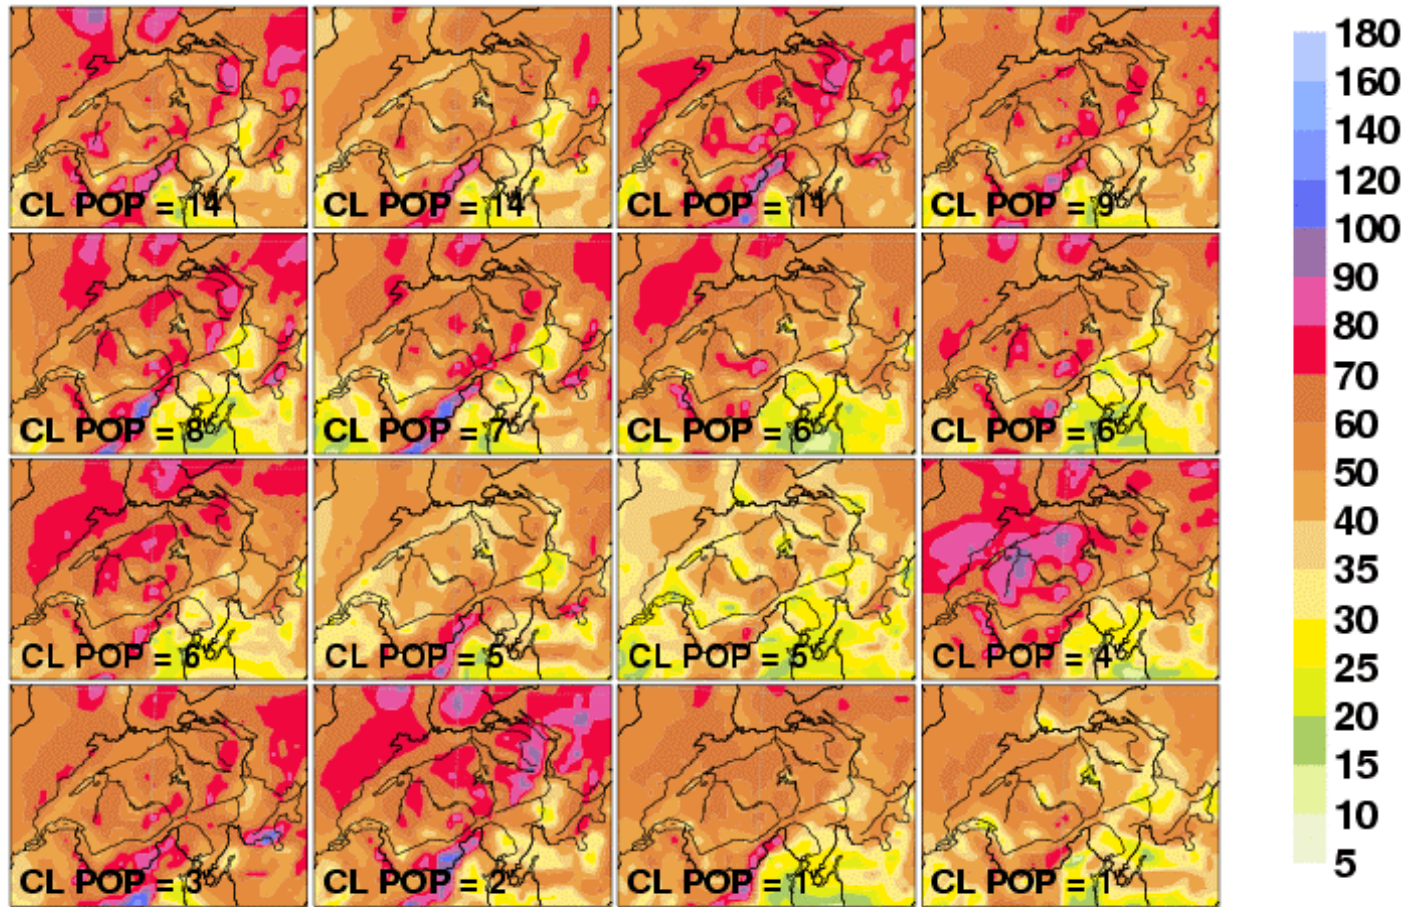 CL POP = 14
CL POP = 14
CL POP = 11
CL POP = 9
CL POP = 8
CL POP = 7
CL POP = 6
CL POP = 6
CL POP = 6
CL POP = 5
CL POP = 5
CL POP = 4
CL POP = 3
CL POP = 2
CL POP = 1
CL POP = 1
180
160
140
120
100
90
80
70
60
50
40
35
30
25
20
15
10
5